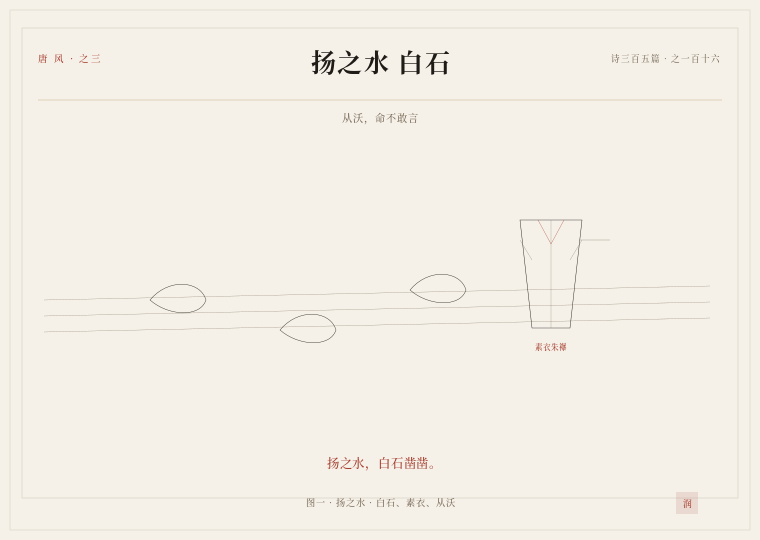 唐 风 · 之三
扬之水 白石
诗三百五篇 · 之一百十六
从沃，命不敢言
素衣朱襮
扬之水，白石凿凿。
图一 · 扬之水 · 白石、素衣、从沃
润